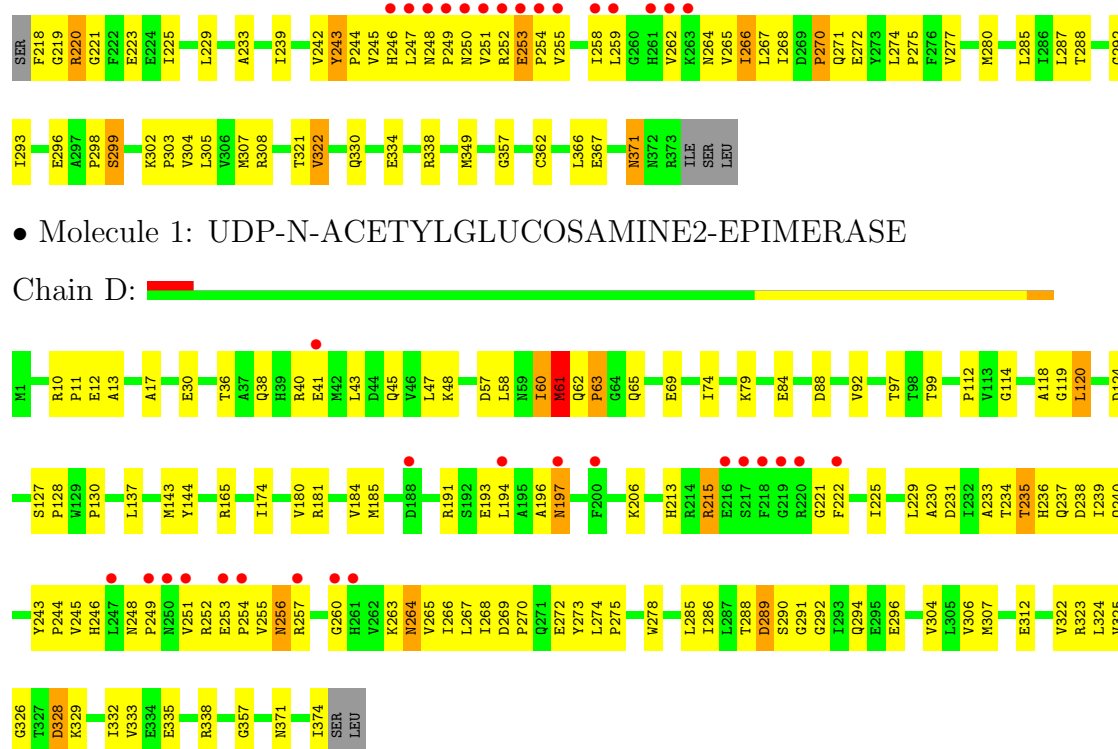 SER F218 G219 R220 G221 F222 E223 E224 I225 L229 A233 I239 V242 Y243 P244 V245 H246 L247 N248 P249 N250 V251 R252 E253 P254 V255 I258 L259 G260 H261 V262 K263 N264 V265 I266 L267 I268 D269 P270 Q271 E272 Y273 L274 P275 F276 V277 M280 L285 I286 L287 T288 G292
I293 E296 A297 P298 S299 K302 P303 V304 L305 V306 M307 R308 T321 V322 Q330 E334 R338 M349 G357 C362 L366 E367 N371 N372 R373 ILE SER LEU
• Molecule 1: UDP-N-ACETYLGLUCOSAMINE2-EPIMERASE
Chain D:
M1 R10 P11 E12 A13 A17 E30 T36 A37 Q38 H39 R40 E41 M42 L43 D44 Q45 V46 L47 K48 D57 L58 N59 I60 M61 Q62 P63 G64 Q65 E69 I74 K79 E84 D88 V92 T97 T98 T99 P112 V113 G114 A118 G119 L120
S127 P128 W129 P130 L137 M143 Y144 R165 I174 V180 R181 V184 M185 D188 R191 S192 E193 L194 A195 A196 N197 F200 K206 H213 R214 R215 E216 S217 F218 G219 R220 G221 F222 I225 L229 A230 D231 I232 A233 T234 T235 H236 Q237 D238 I239
Y243 P244 V245 H246 L247 N248 P249 N250 V251 R252 E253 P254 V255 N256 R257 G260 H261 V262 K263 N264 V265 I266 L267 I268 D269 P270 Q271 E272 Y273 L274 P275 W278 L285 I286 L287 T288 D289 S290 G291 G292 I293 Q294 E295 E296 V304 L305 V306 M307 E312 V322 R323 L324
G326 T327 D328 K329 I332 V333 E334 E335 R338 G357 N371 I374 SER LEU